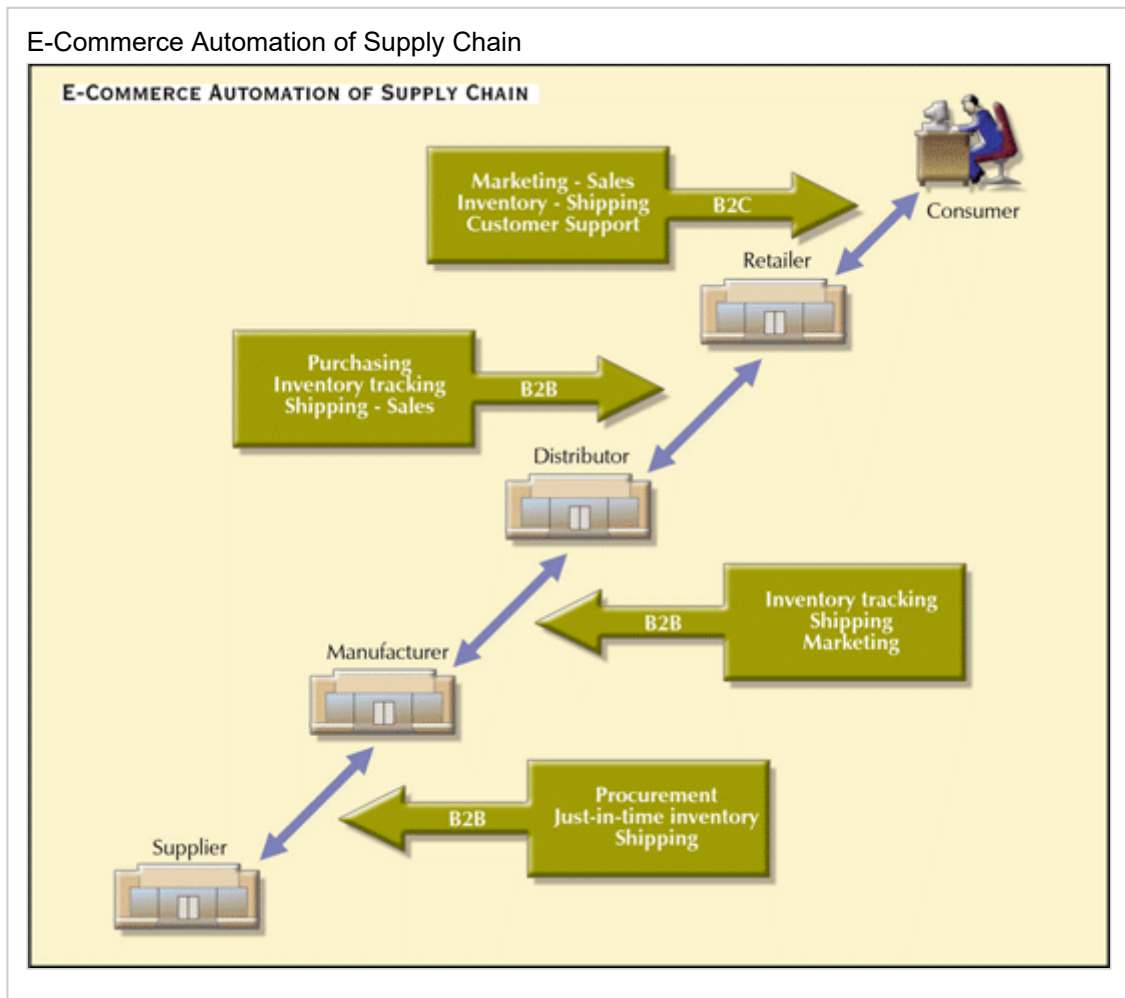 E-Commerce Automation of Supply Chain
E-COMMERCE AUTOMATION OF SUPPLY CHAIN
Marketing - Sales
Inventory - Shipping
Customer Support
B2C
Consumer
Retailer
Purchasing
Inventory tracking
Shipping - Sales
B2B
Distributor
Inventory tracking
Shipping
Marketing
B2B
Manufacturer
Procurement
Just-in-time inventory
Shipping
B2B
Supplier